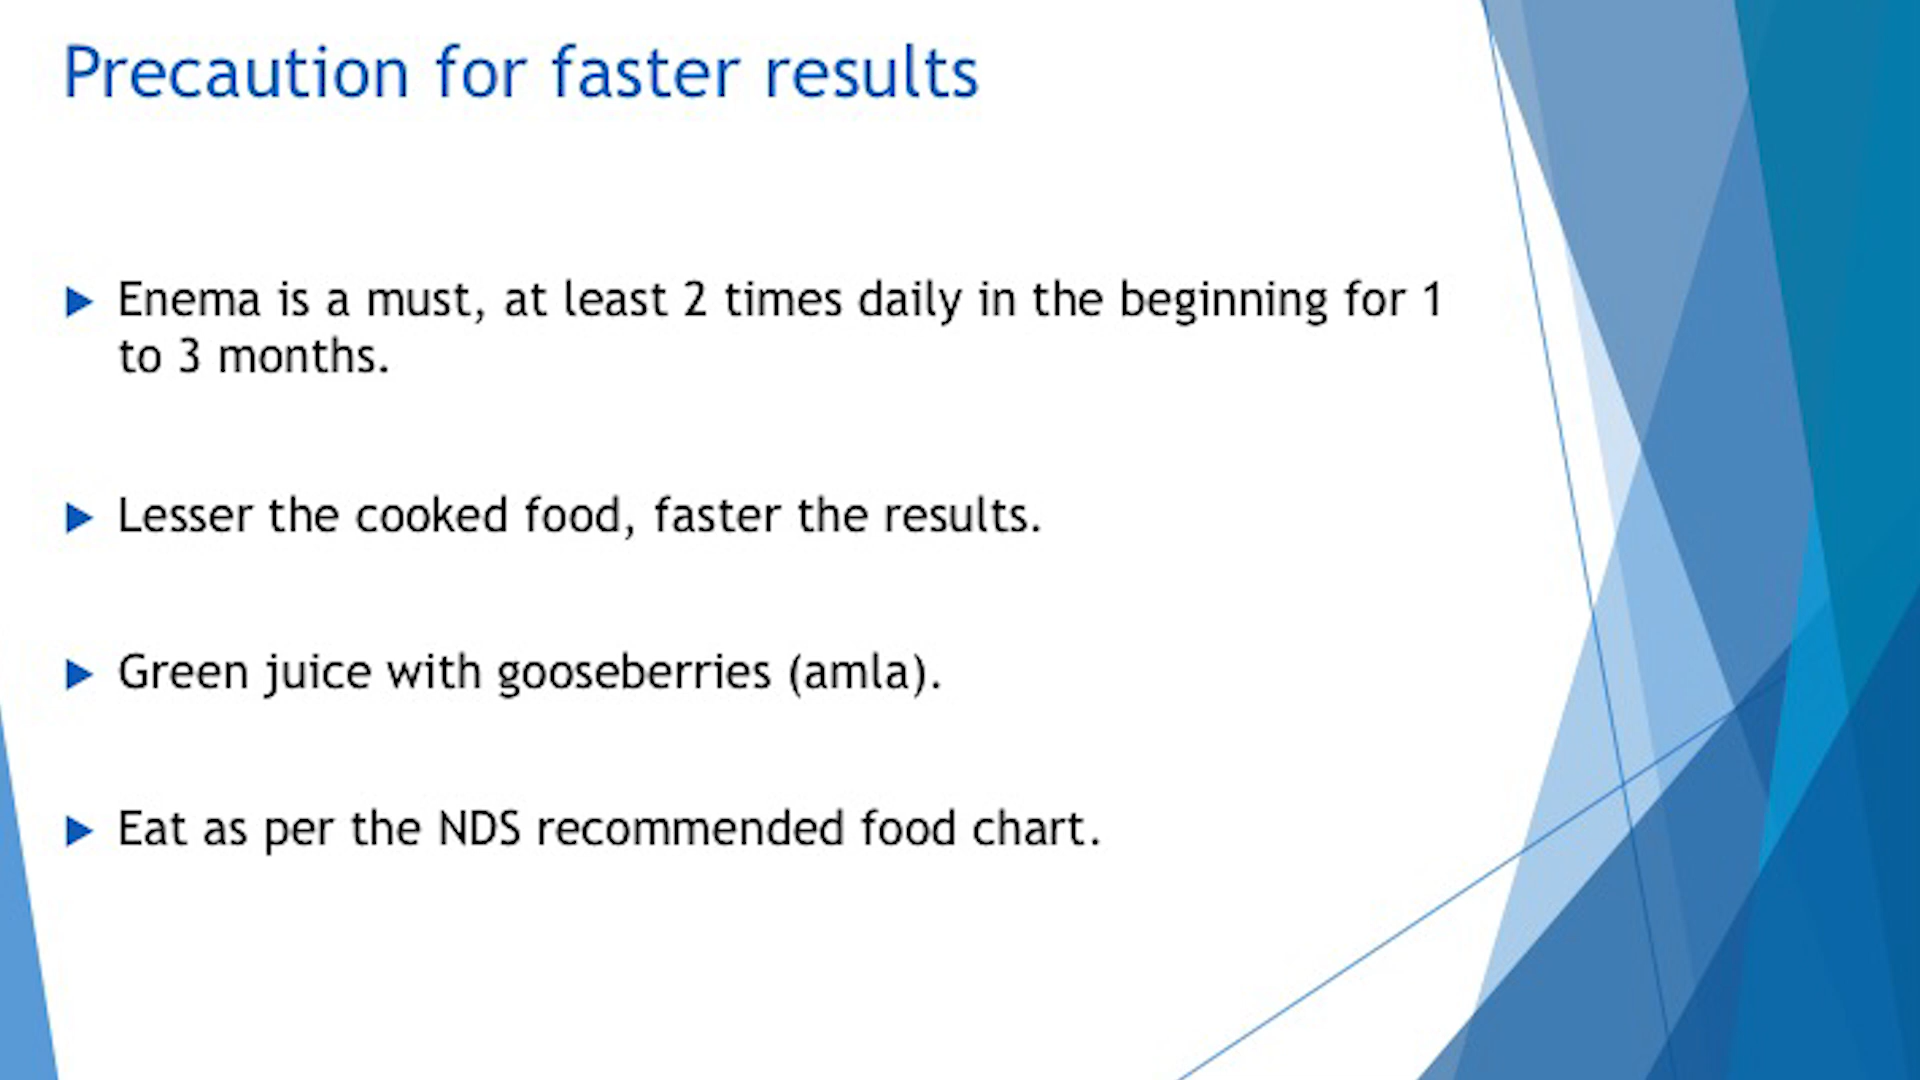 Precaution for faster results
Enema is a must, at least 2 times daily in the beginning for 1
to 3 months.
Lesser the cooked food, faster the results.
Green juice with gooseberries (amla).
Eat as per the NDS recommended food chart.